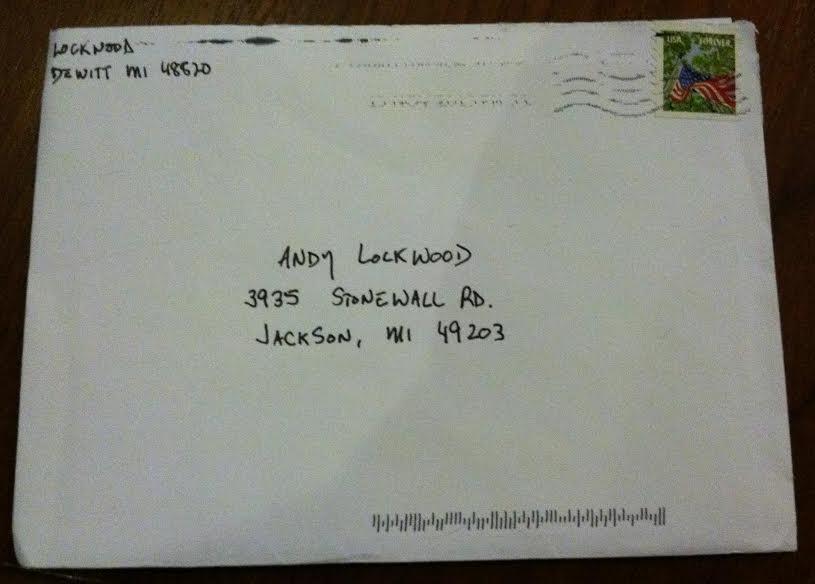 LOCKWOOD
DEWITT MI 48820
USA FOREVER
ANDY LOCKWOOD
3935 STONEWALL RD.
JACKSON, MI 49203